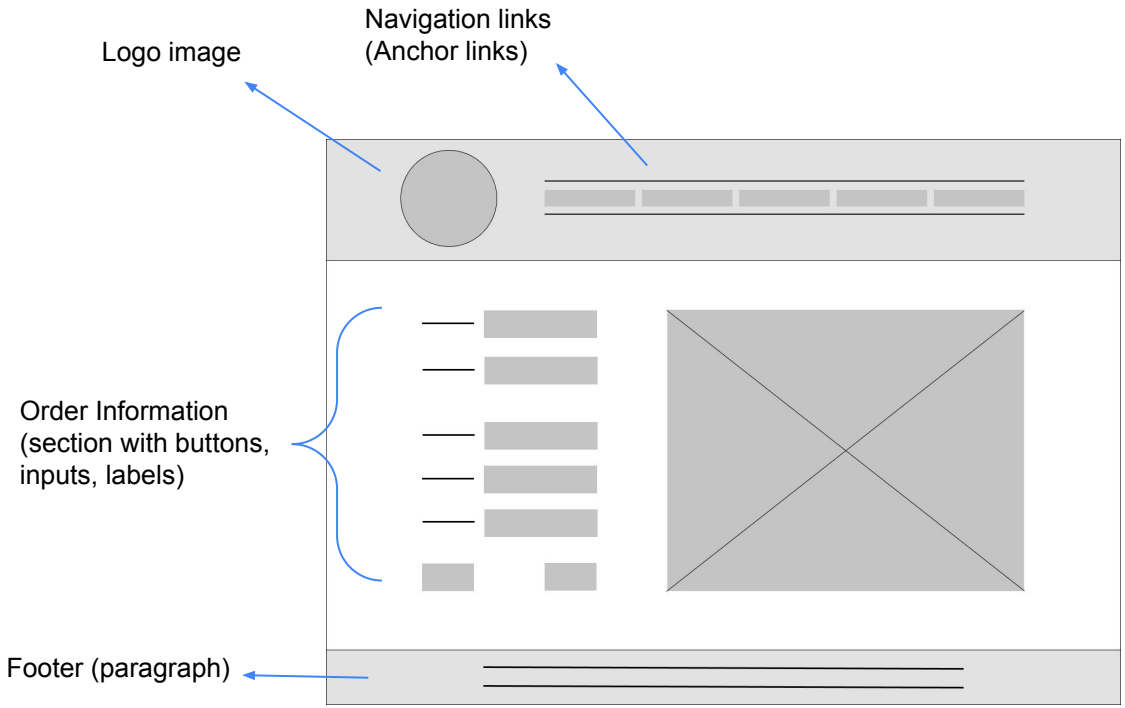 Navigation links
(Anchor links)
Logo image
Order Information
(section with buttons,
inputs, labels)
Footer (paragraph)